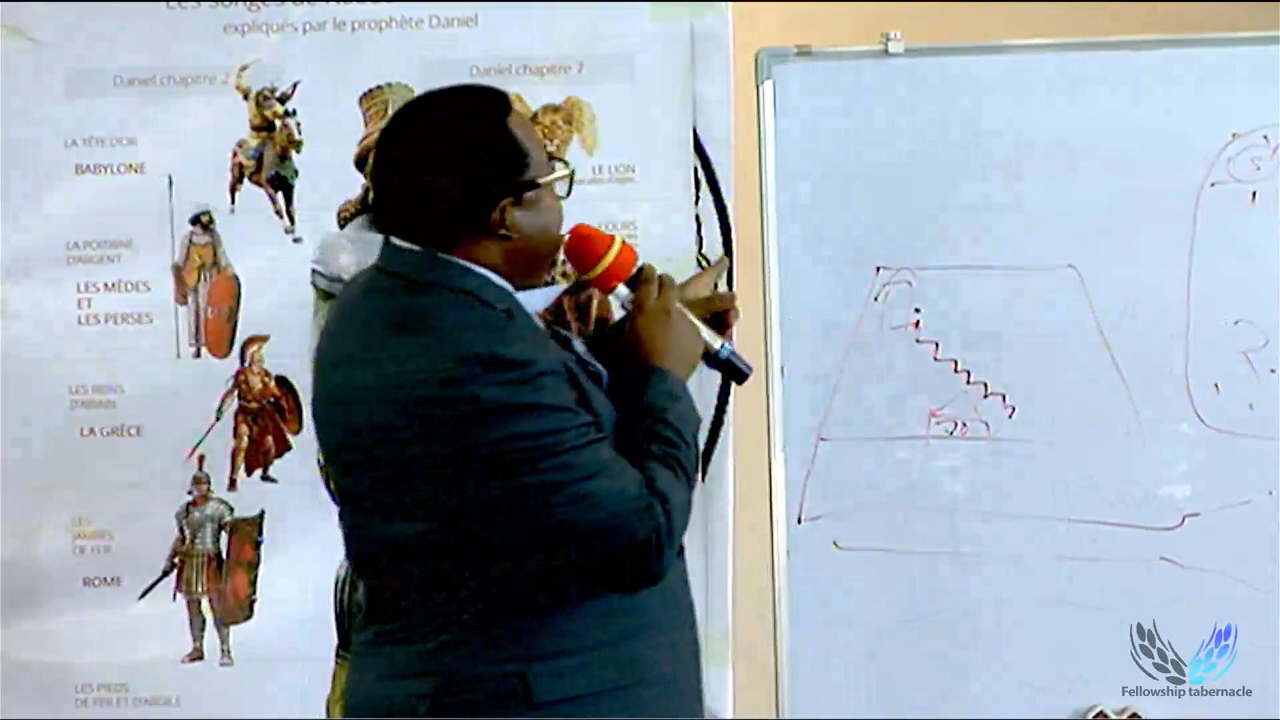 expliqués par le prophète Daniel
Daniel chapitre 2
Daniel chapitre 7
LA TÊTE D'OR
BABYLONE
LE LION
LA POITRINE
D'ARGENT
L'OURS
LES MÈDES
ET
LES PERSES
LES REINS
D'AIRAIN
LA GRÈCE
LES
JAMBES
DE FER
ROME
LES PIEDS
DE FER ET D'ARGILE
Fellowship tabernacle